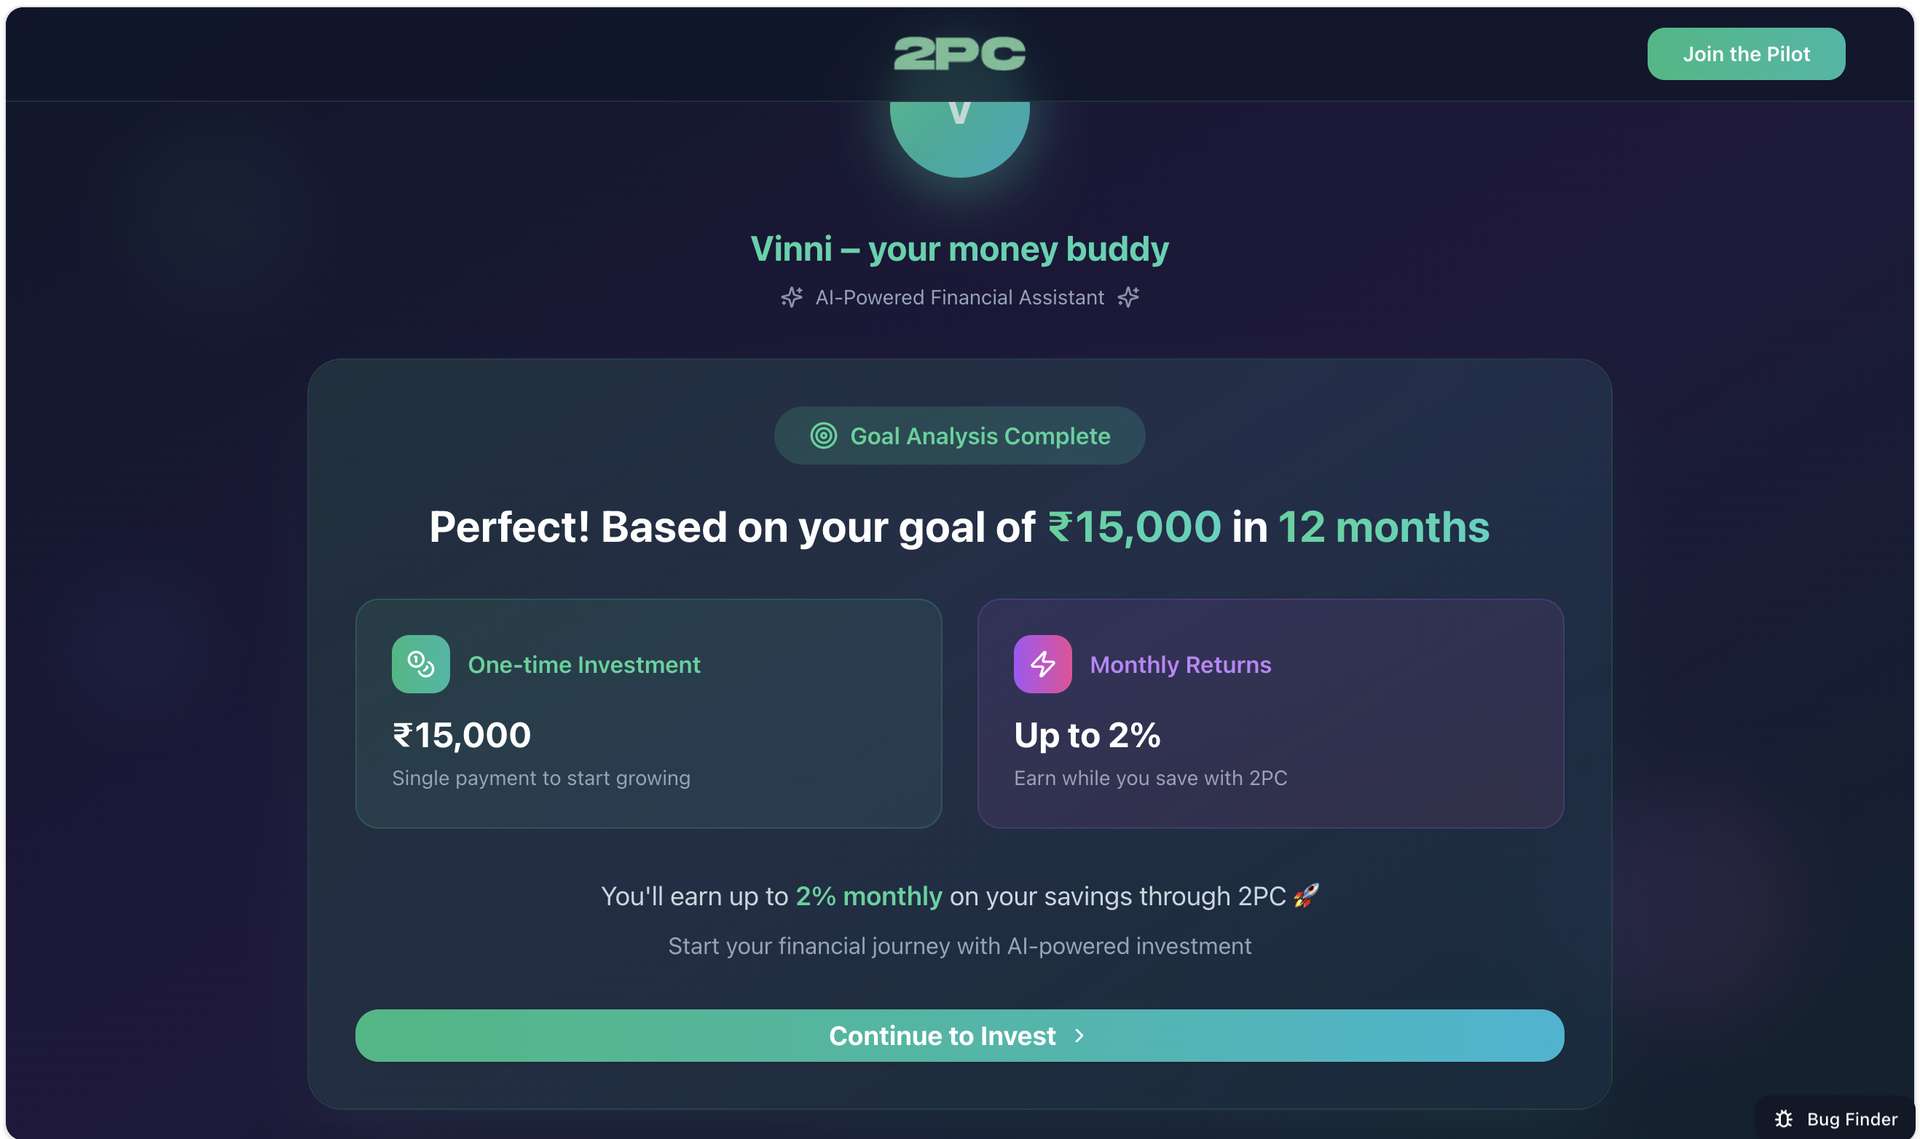 2PC
Join the Pilot
V
Vinni – your money buddy
AI-Powered Financial Assistant
Goal Analysis Complete
Perfect! Based on your goal of ₹15,000 in 12 months
One-time Investment
₹15,000
Single payment to start growing
Monthly Returns
Up to 2%
Earn while you save with 2PC
You'll earn up to 2% monthly on your savings through 2PC 🚀
Start your financial journey with AI-powered investment
Continue to Invest
Bug Finder